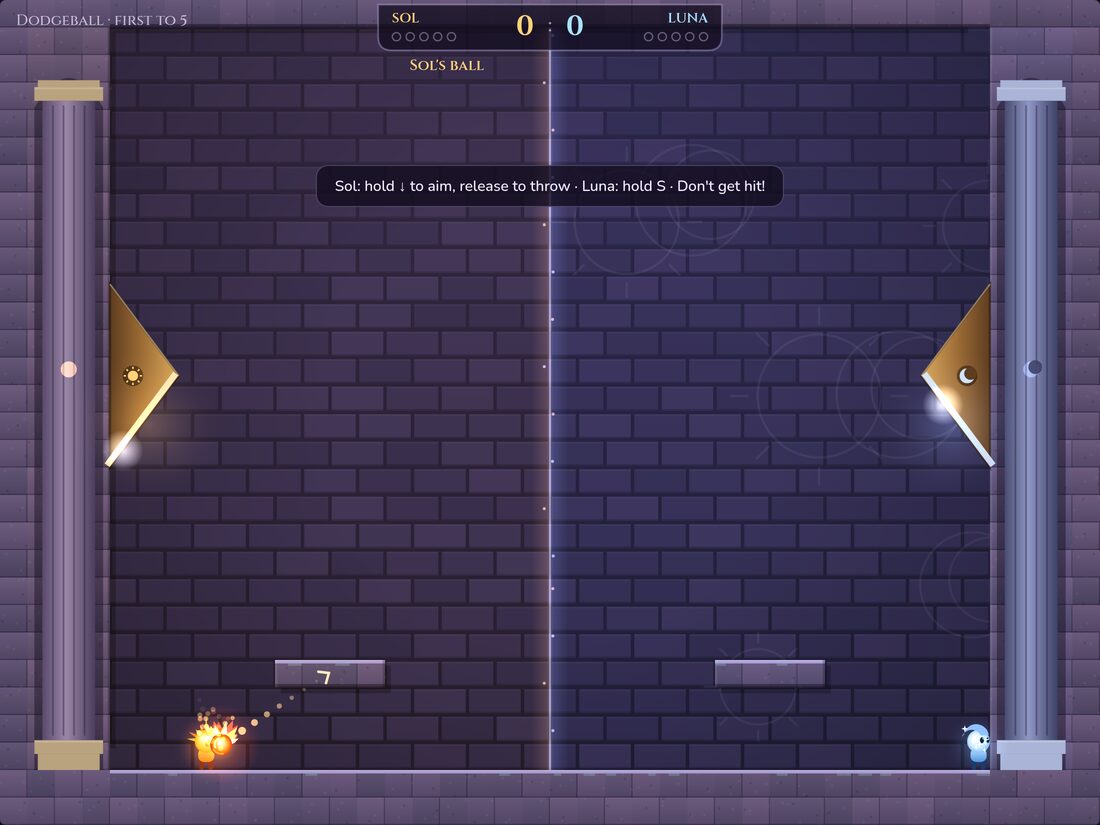 Dodgeball · first to 5
SOL
0 : 0
LUNA
Sol's ball
Sol: hold ↓ to aim, release to throw · Luna: hold S · Don't get hit!